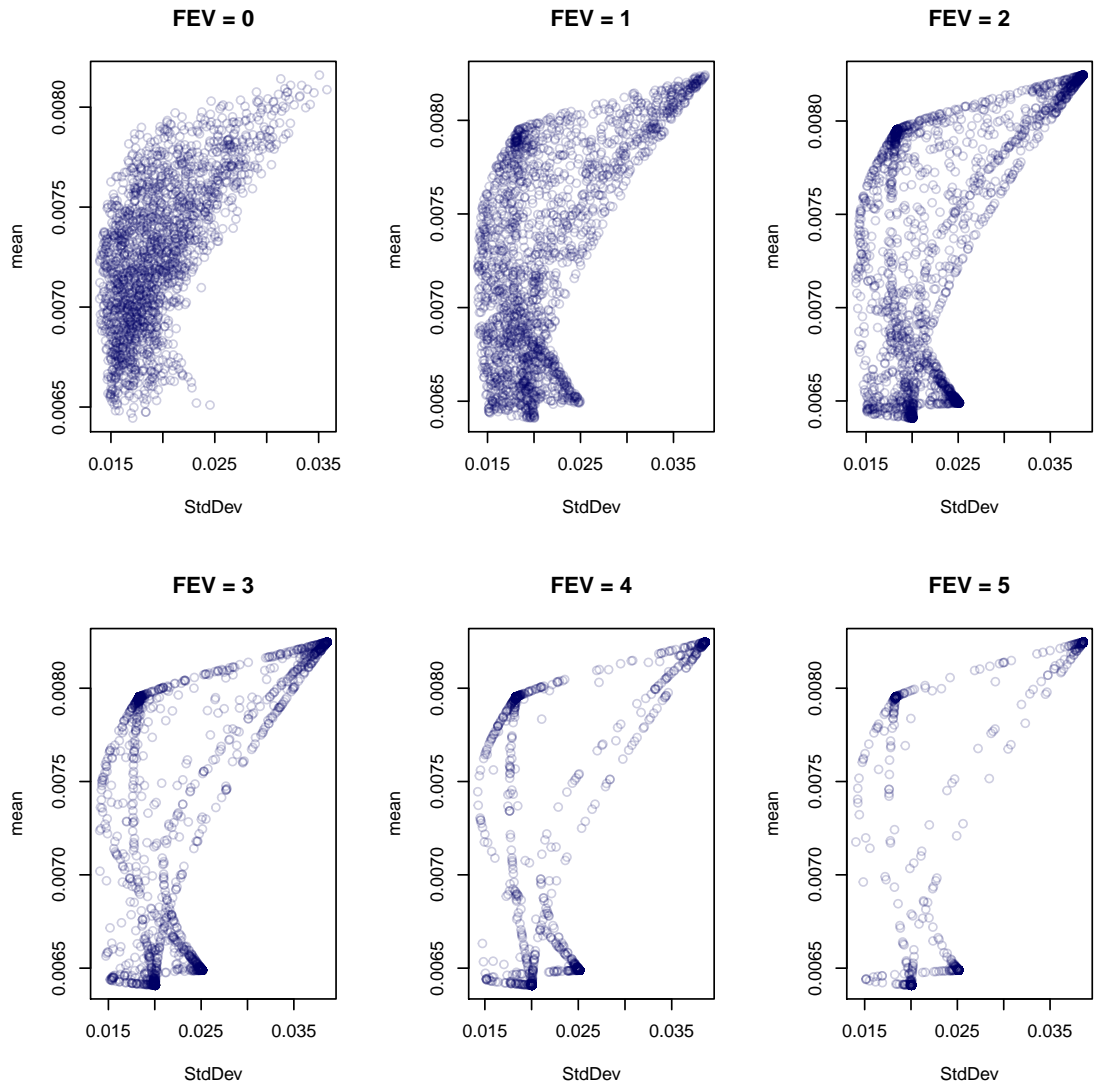 FEV = 0 FEV = 1 FEV = 2
0.0080 0.0080 0.0080
0.0075 0.0075 0.0075
mean mean mean
0.0070 0.0070 0.0070
0.0065 0.0065 0.0065
0.015 0.025 0.035 0.015 0.025 0.035 0.015 0.025 0.035
StdDev StdDev StdDev
FEV = 3 FEV = 4 FEV = 5
0.0080 0.0080 0.0080
0.0075 0.0075 0.0075
mean mean mean
0.0070 0.0070 0.0070
0.0065 0.0065 0.0065
0.015 0.025 0.035 0.015 0.025 0.035 0.015 0.025 0.035
StdDev StdDev StdDev